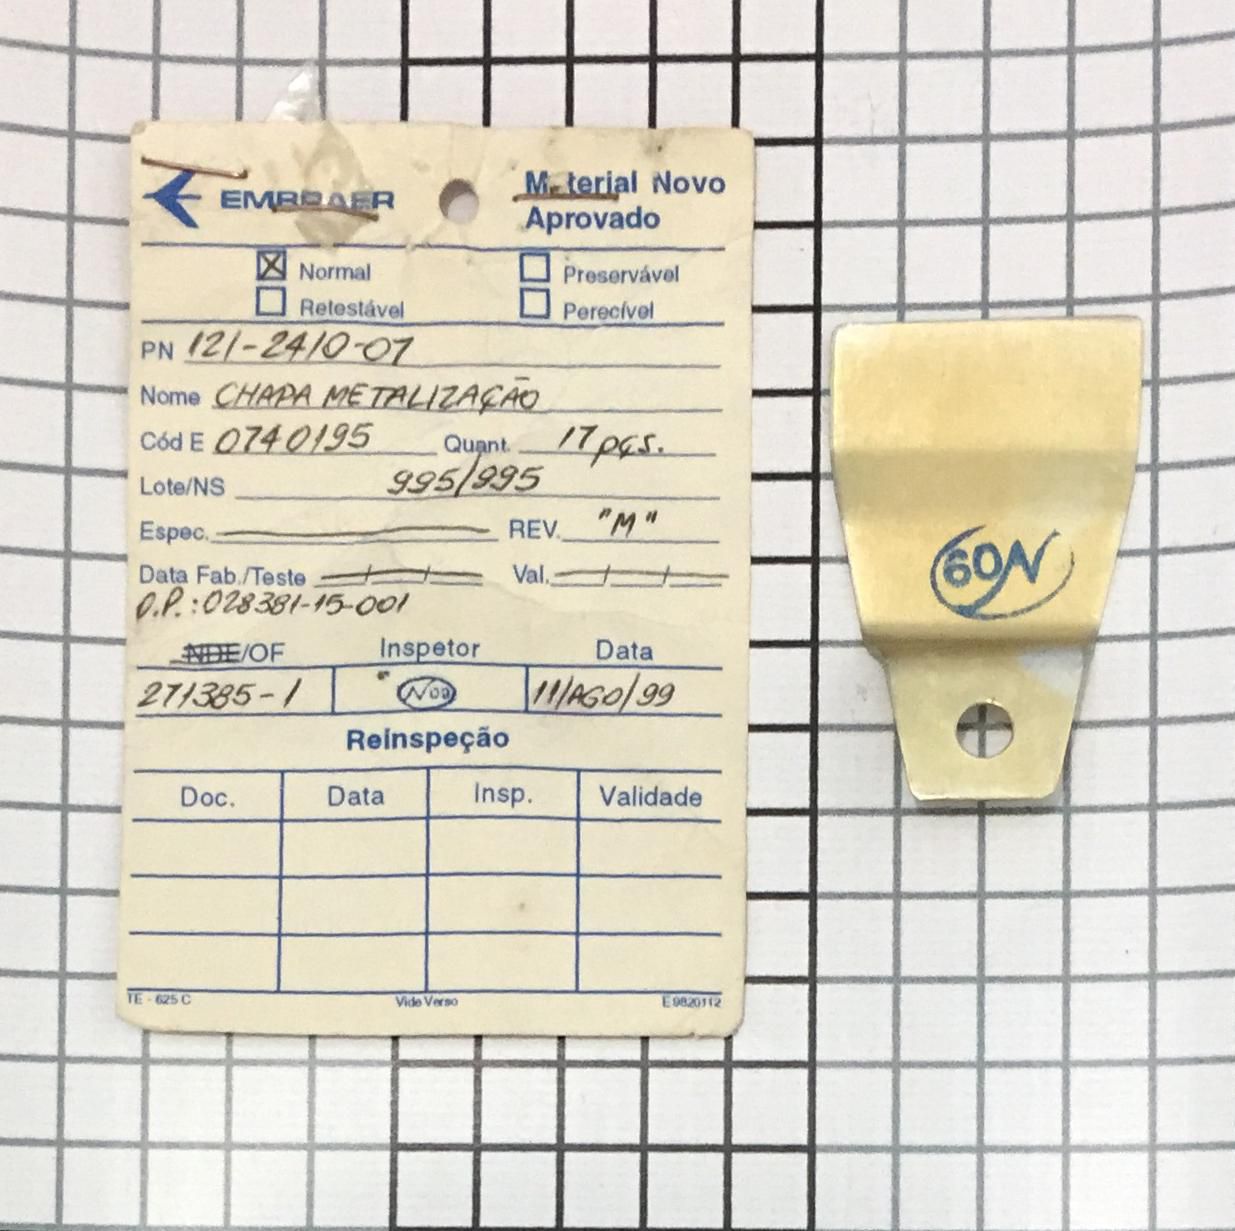 EMBRAER
Material Novo
Aprovado
Normal Preservável
Retestável Perecível
PN 121-2410-07
Nome CHAPA METALIZAÇÃO
Cód E 0740195 Quant. 17 pçs.
Lote/NS 995/995
Espec. REV. "M"
Data Fab./Teste Val.
O.P.: 028381-15-001
NDE/OF Inspetor Data
271385-1 11/AGO/99
Reinspeção
Doc. Data Insp. Validade
TE - 625 C Vide Verso E9820112
60N